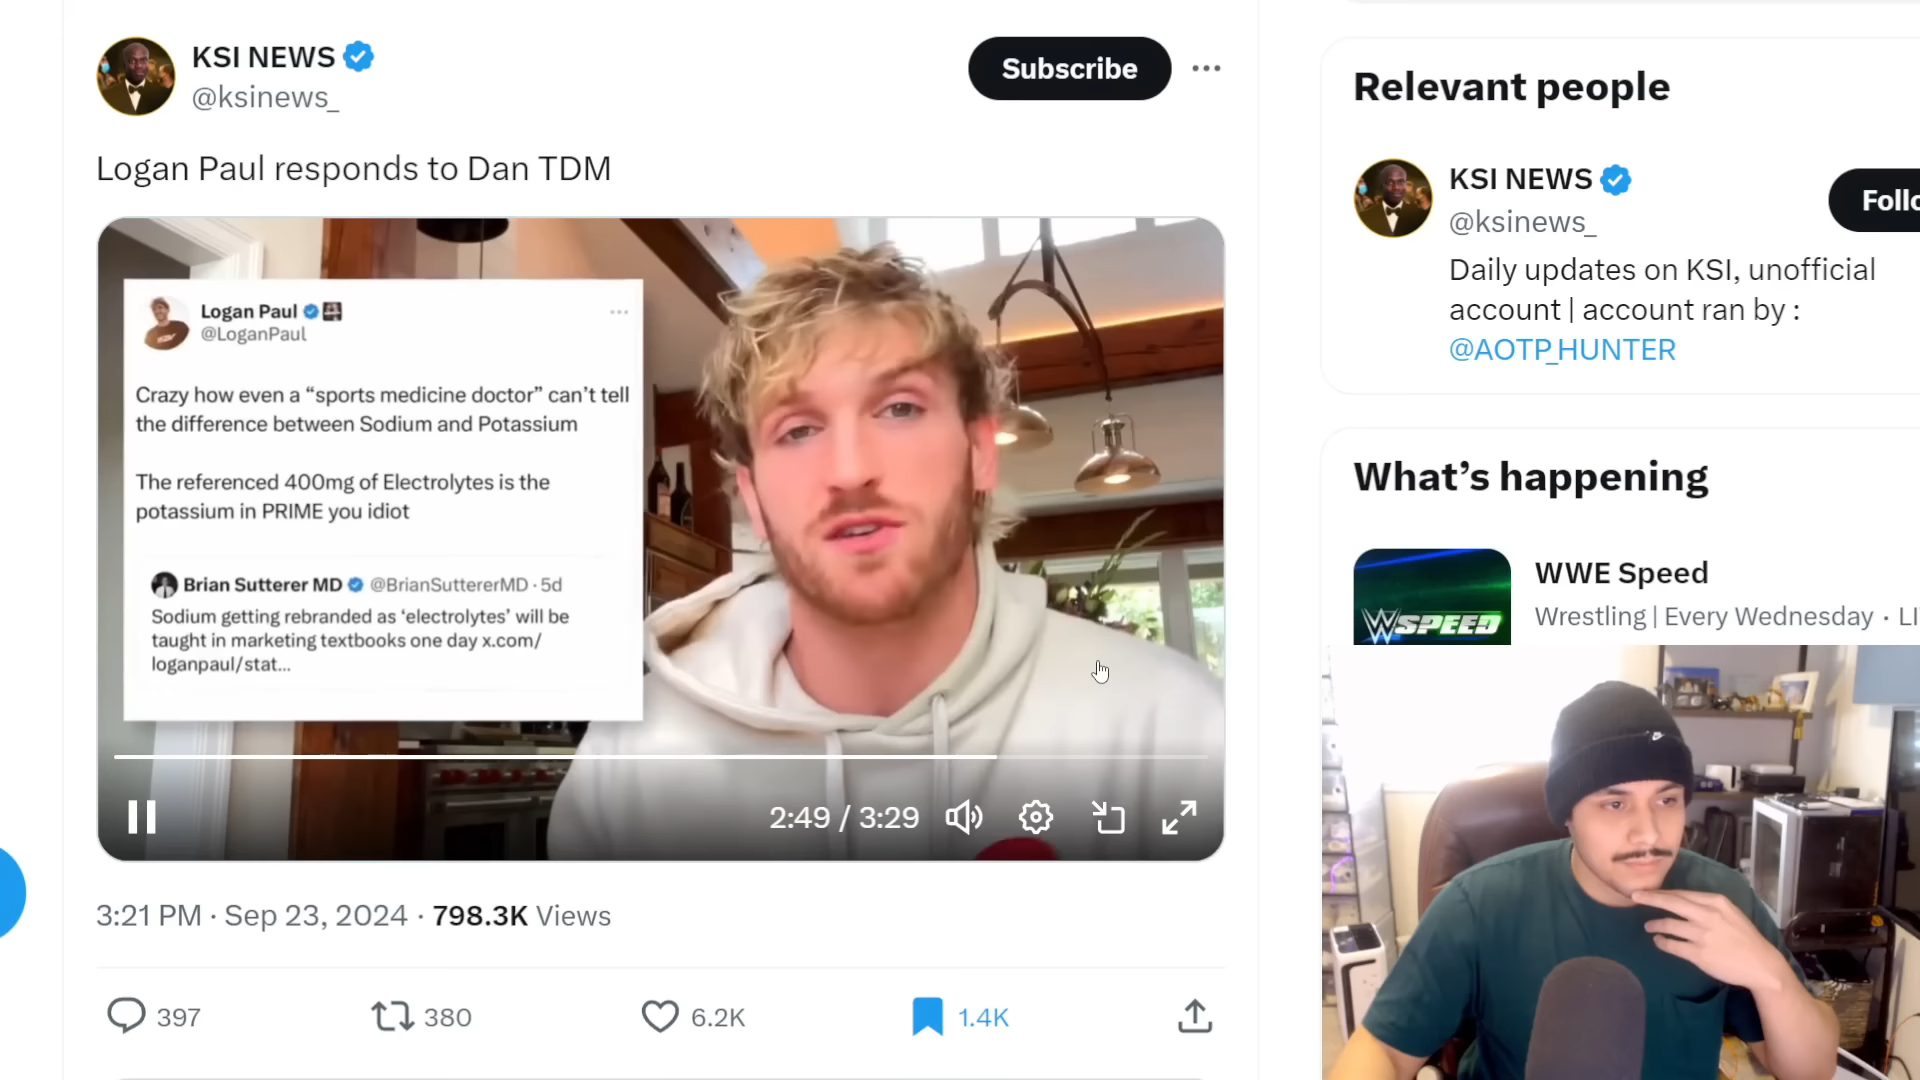 KSI NEWS
@ksinews_
Subscribe
Logan Paul responds to Dan TDM
Logan Paul
@LoganPaul
Crazy how even a “sports medicine doctor” can’t tell
the difference between Sodium and Potassium
The referenced 400mg of Electrolytes is the
potassium in PRIME you idiot
Brian Sutterer MD @BrianSuttererMD · 5d
Sodium getting rebranded as ‘electrolytes’ will be
taught in marketing textbooks one day x.com/
loganpaul/stat...
2:49 / 3:29
3:21 PM · Sep 23, 2024 · 798.3K Views
397
380
6.2K
1.4K
Relevant people
KSI NEWS
@ksinews_
Follo
Daily updates on KSI, unofficial
account | account ran by :
@AOTP_HUNTER
What’s happening
WWE Speed
Wrestling | Every Wednesday · LI
W SPEED